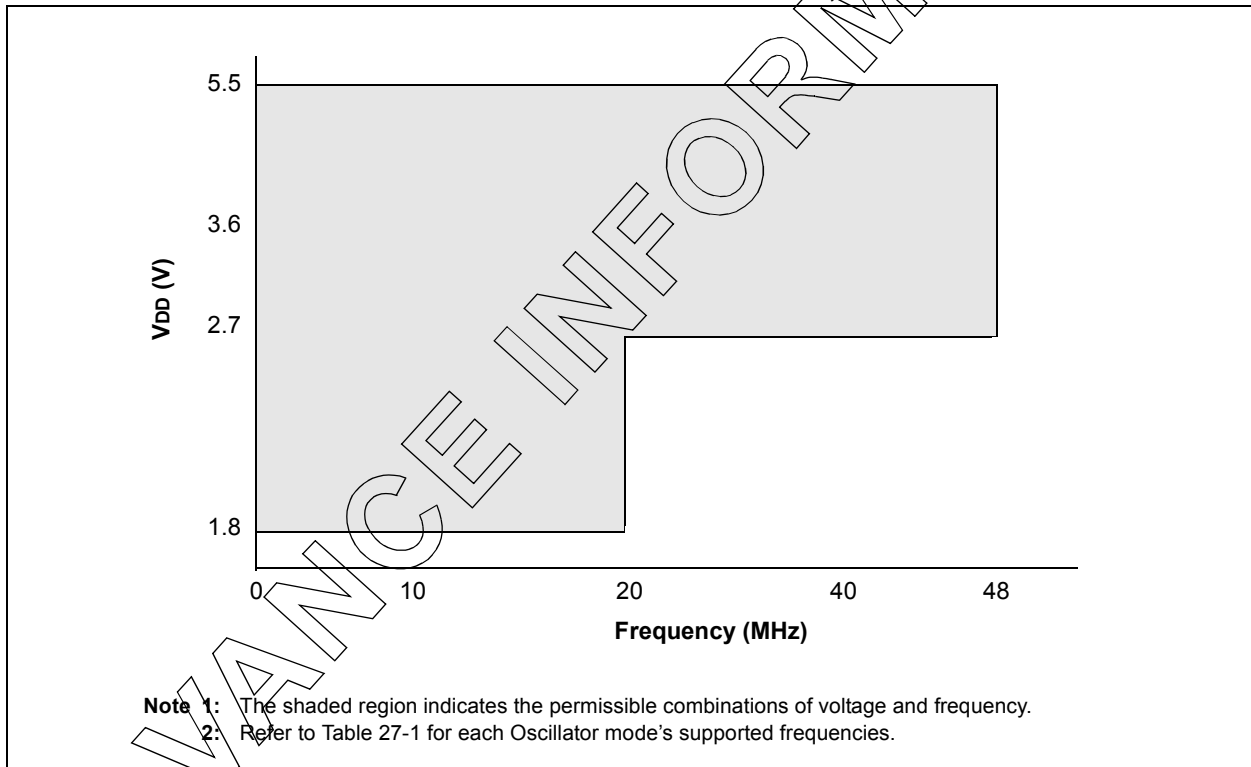 5.5
3.6
2.7
1.8
VDD (V)
0 10 20 40 48
Frequency (MHz)
Note 1: The shaded region indicates the permissible combinations of voltage and frequency.
2: Refer to Table 27-1 for each Oscillator mode's supported frequencies.
VANCE INFORM